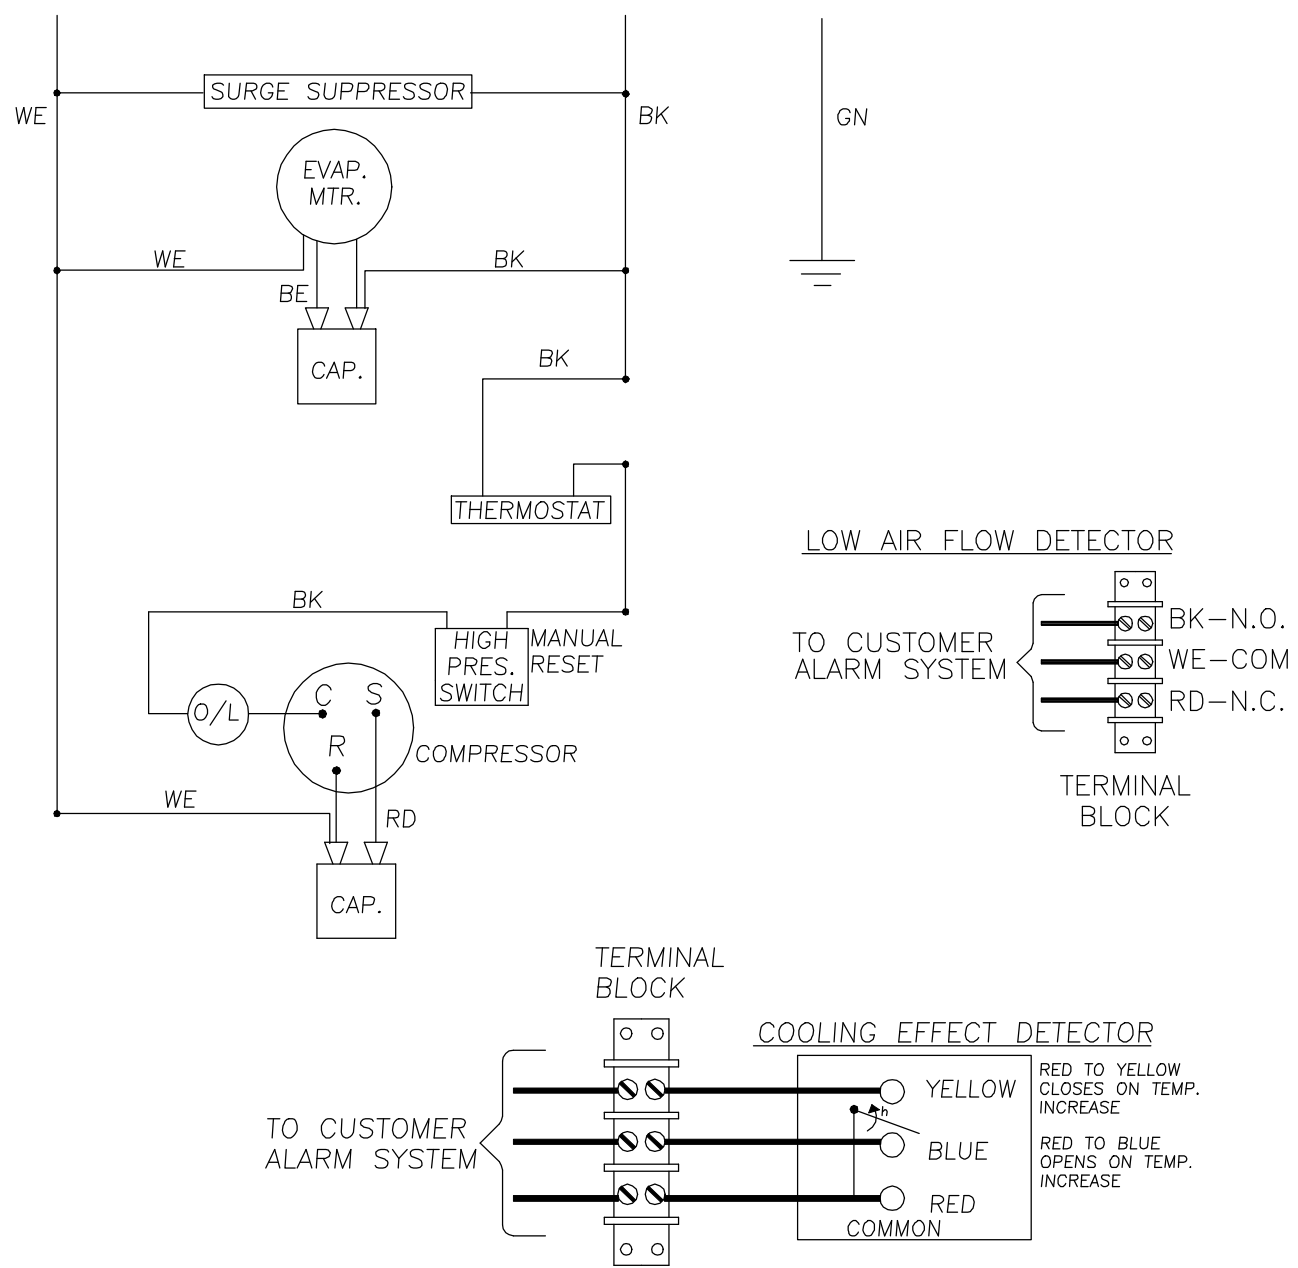 SURGE SUPPRESSOR
WE
BK
GN
EVAP.
MTR.
WE
BK
BE
CAP.
BK
THERMOSTAT
LOW AIR FLOW DETECTOR
BK
HIGH
PRES.
SWITCH
MANUAL
RESET
TO CUSTOMER
ALARM SYSTEM
BK-N.O.
WE-COM
RD-N.C.
C S
O/L
R
COMPRESSOR
TERMINAL
BLOCK
WE
RD
CAP.
TERMINAL
BLOCK
COOLING EFFECT DETECTOR
TO CUSTOMER
ALARM SYSTEM
YELLOW
h
BLUE
RED
COMMON
RED TO YELLOW
CLOSES ON TEMP.
INCREASE
RED TO BLUE
OPENS ON TEMP.
INCREASE